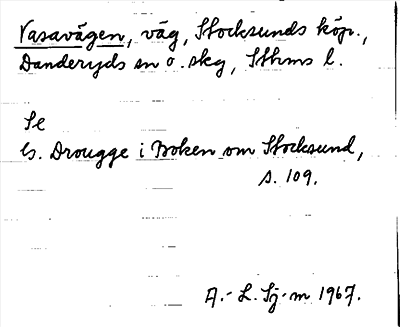 Vasavägen, väg, Stocksunds köp.,
Danderyds sn o. skg, Sthms l.
Se
G. Drougge i Boken om Stocksund,
s. 109.
A.-L. Sj-m 1967.